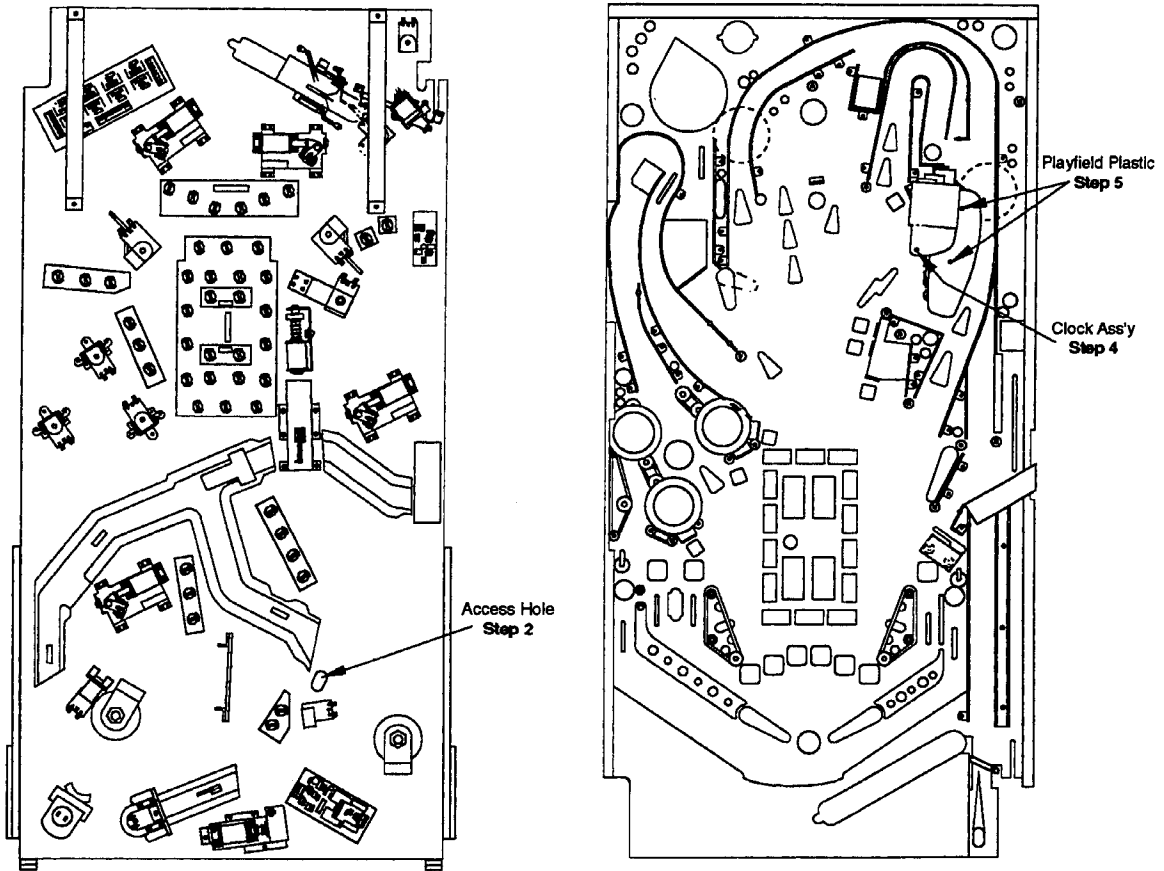 Access Hole
Step 2
Playfield Plastic
Step 5
Clock Ass'y
Step 4